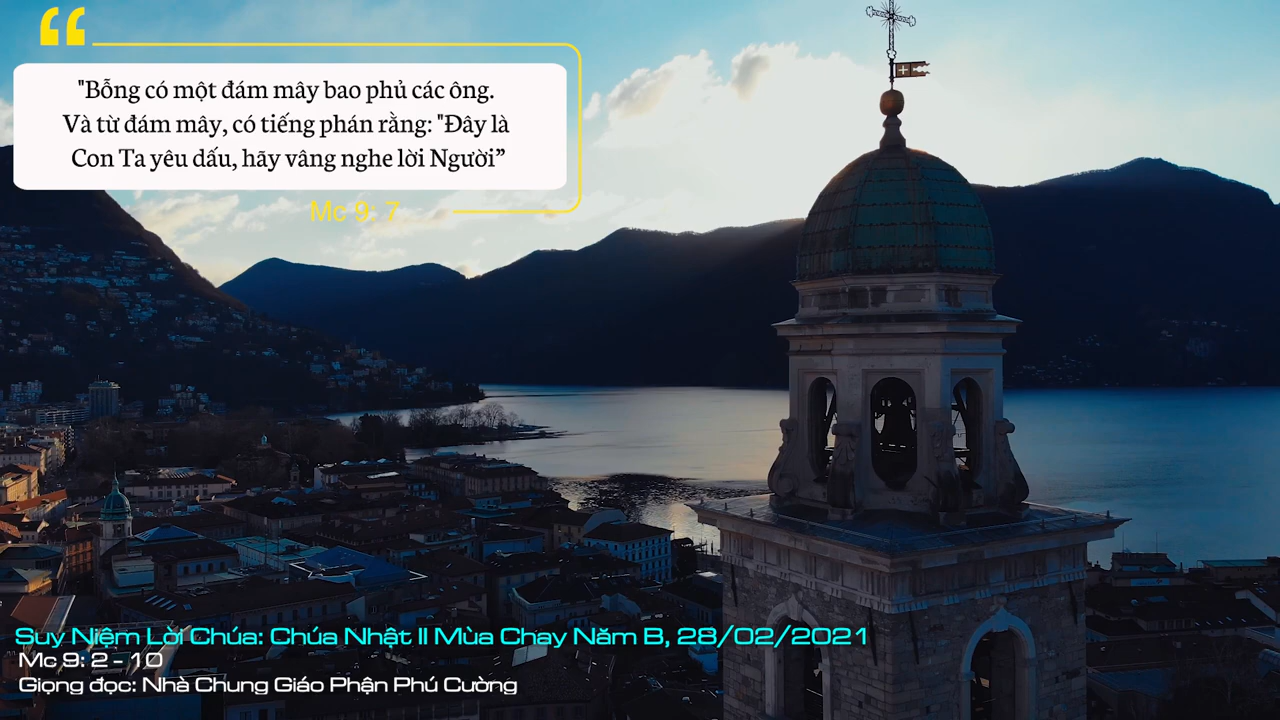 "Bỗng có một đám mây bao phủ các ông.
Và từ đám mây, có tiếng phán rằng: "Đây là
Con Ta yêu dấu, hãy vâng nghe lời Người”
Mc 9: 7
Suy Niệm Lời Chúa: Chúa Nhật II Mùa Chay Năm B, 28/02/2021
Mc 9: 2 - 10
Giọng đọc: Nhà Chung Giáo Phận Phú Cường